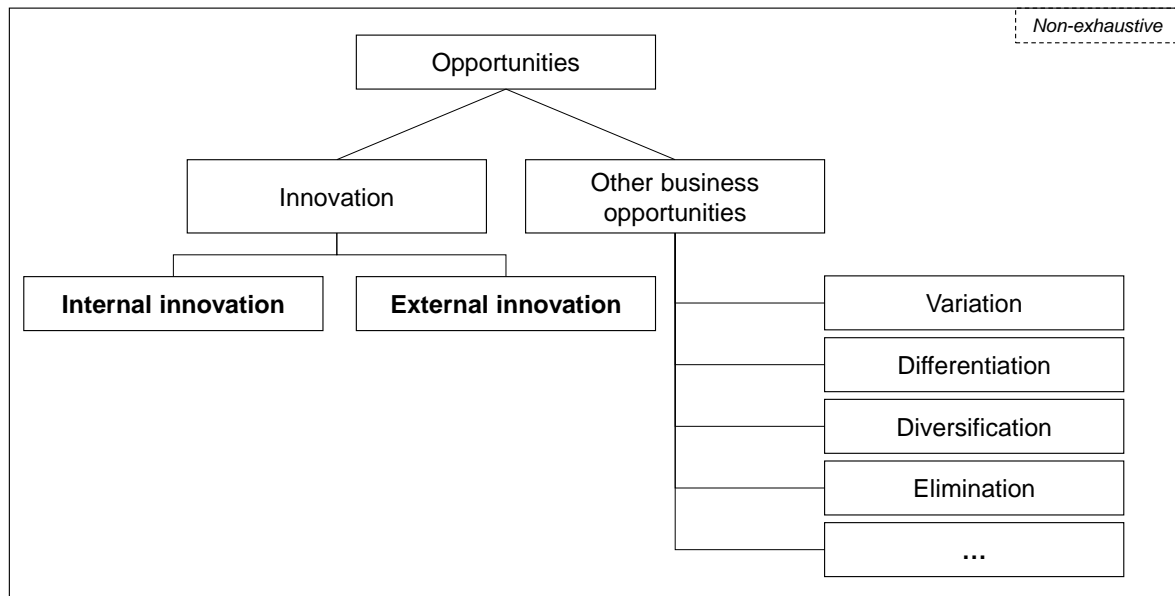 Non-exhaustive
Opportunities
Innovation
Other business
opportunities
Internal innovation
External innovation
Variation
Differentiation
Diversification
Elimination
...